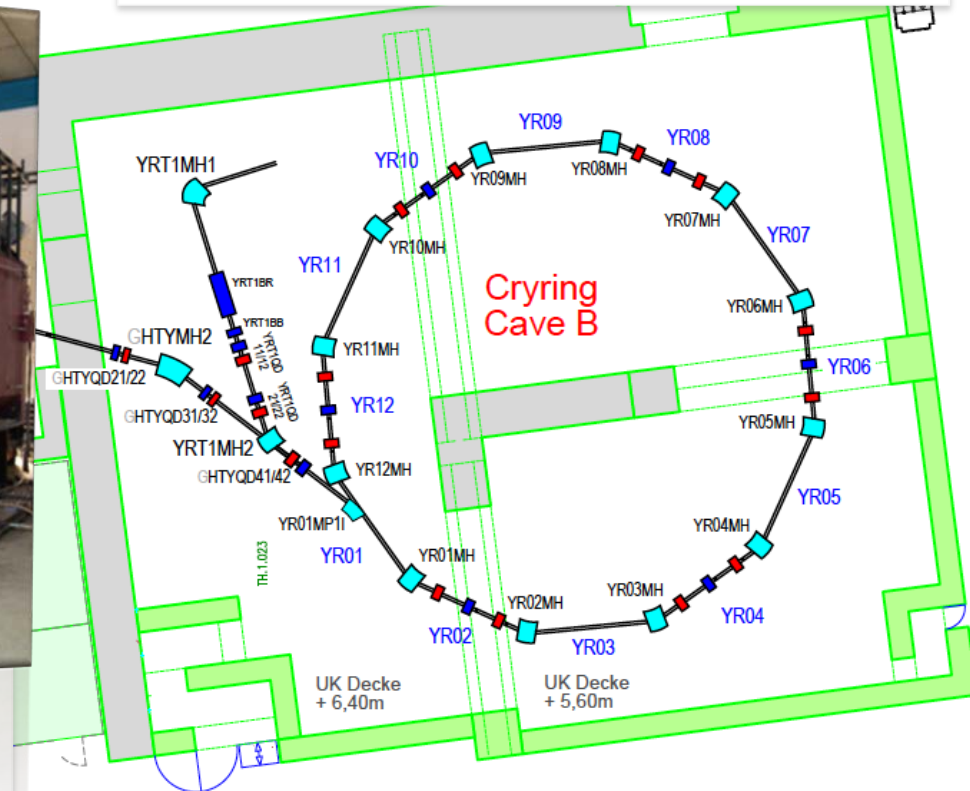 YR09
YR08
YR10
YRT1MH1
YR09MH
YR08MH
YR07MH
YR10MH
YR07
YR11
YRT1BR
Cryring
Cave B
YR06MH
YRT1BB
GHTYMH2
YRT1QD
11/12
YR11MH
YR06
GHTYQD21/22
YRT1QD
21/22
YR12
GHTYQD31/32
YR05MH
YRT1MH2
GHTYQD41/42
YR12MH
YR05
YR01MP1I
YR04MH
YR01
YR01MH
TH.1.023
YR03MH
YR02MH
YR04
YR02
YR03
UK Decke
+ 6,40m
UK Decke
+ 5,60m